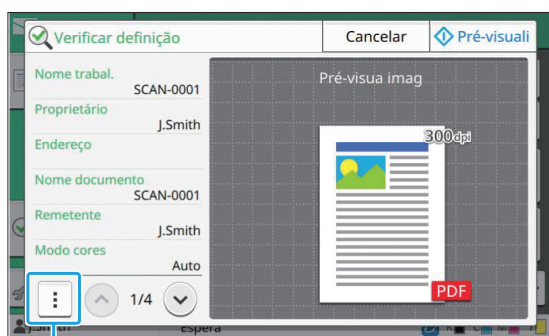 Verificar definição
Cancelar
Pré-visuali
Nome trabal.
SCAN-0001
Proprietário
J.Smith
Endereço
Nome documento
SCAN-0001
Remetente
J.Smith
Modo cores
Auto
1/4
Pré-visua imag
300dpi
PDF
J.Smith
Espera